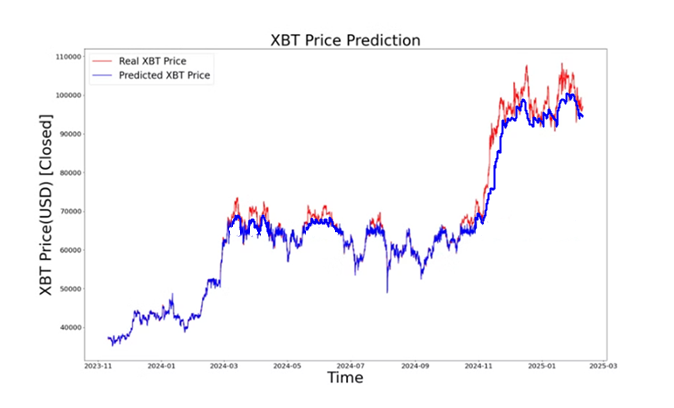 XBT Price Prediction
Real XBT Price
Predicted XBT Price
XBT Price(USD) [Closed]
110000
100000
90000
80000
70000
60000
50000
40000
2023-11 2024-01 2024-03 2024-05 2024-07 2024-09 2024-11 2025-01 2025-03
Time